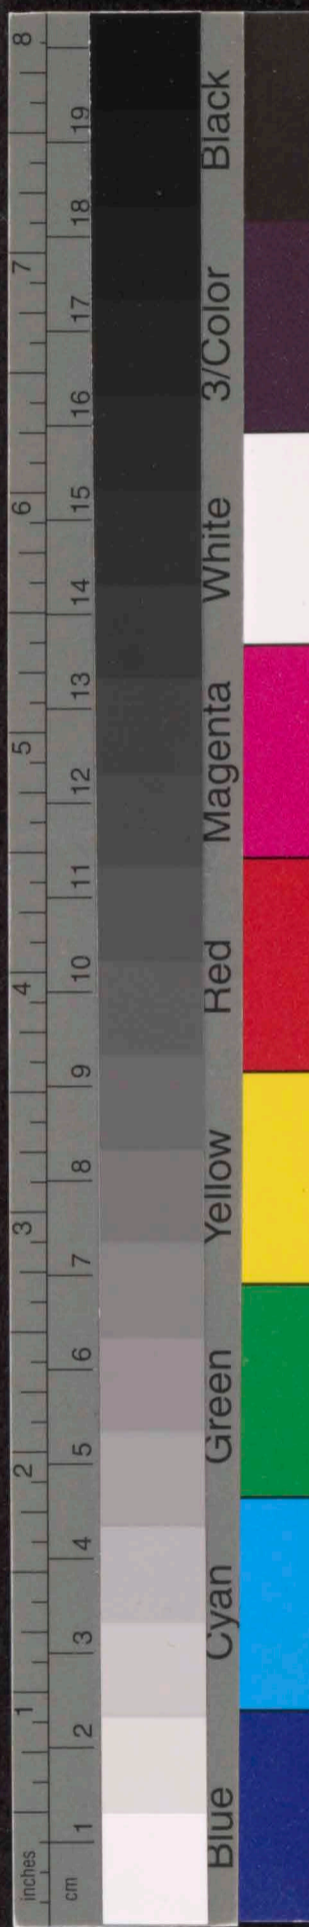 inches 1 2 3 4 5 6 7 8
cm 1 2 3 4 5 6 7 8 9 10 11 12 13 14 15 16 17 18 19
Blue Cyan Green Yellow Red Magenta White 3/Color Black